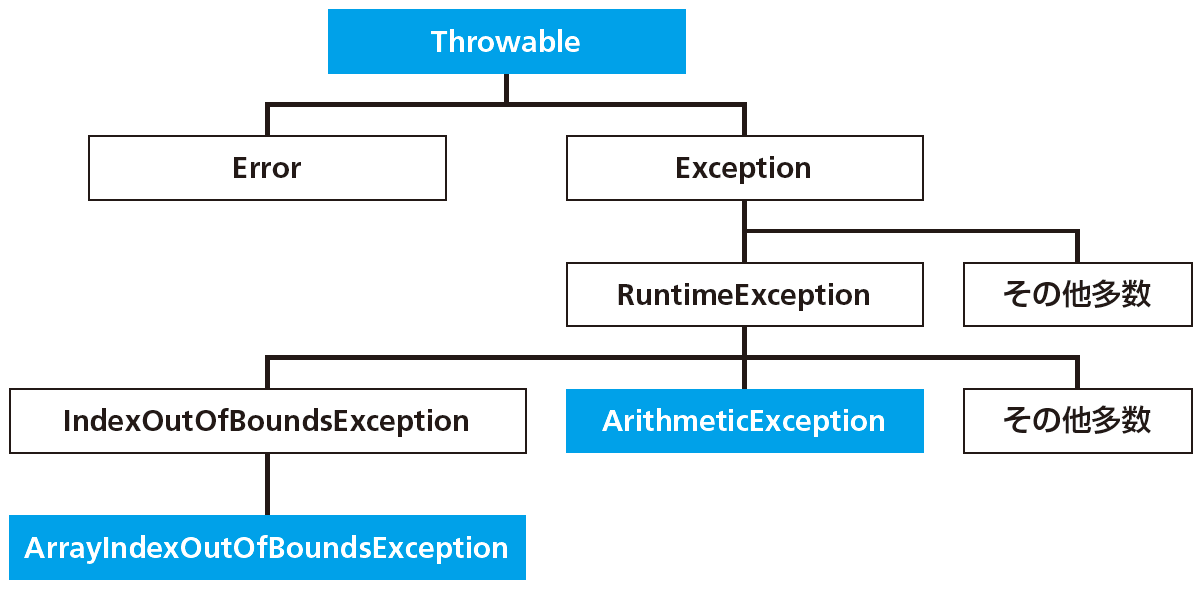 Throwable
Error
Exception
RuntimeException
その他多数
IndexOutOfBoundsException
ArithmeticException
その他多数
ArrayIndexOutOfBoundsException